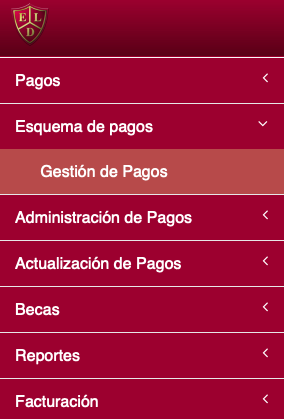 E L
D
Pagos
Esquema de pagos
Gestión de Pagos
Administración de Pagos
Actualización de Pagos
Becas
Reportes
Facturación